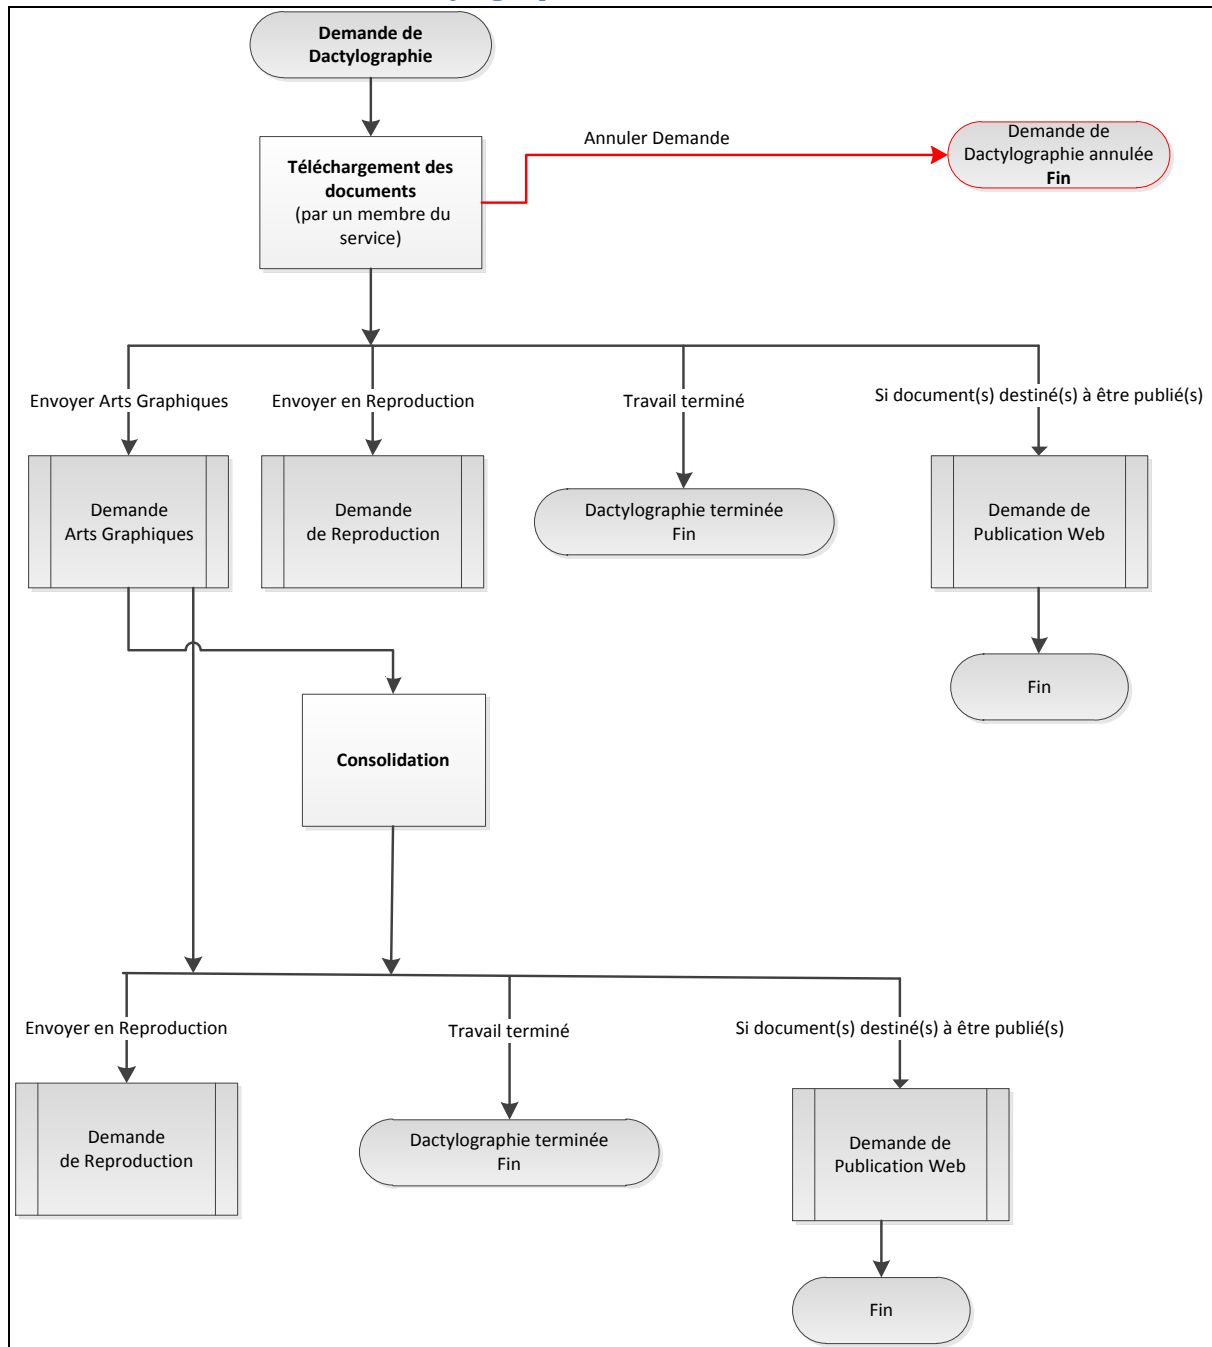 Demande de
Dactylographie
Annuler Demande
Demande de
Dactylographie annulée
Fin
Téléchargement des
documents
(par un membre du
service)
Envoyer Arts Graphiques
Envoyer en Reproduction
Travail terminé
Si document(s) destiné(s) à être publié(s)
Demande
Arts Graphiques
Demande
de Reproduction
Dactylographie terminée
Fin
Demande de
Publication Web
Fin
Consolidation
Envoyer en Reproduction
Travail terminé
Si document(s) destiné(s) à être publié(s)
Demande
de Reproduction
Dactylographie terminée
Fin
Demande de
Publication Web
Fin